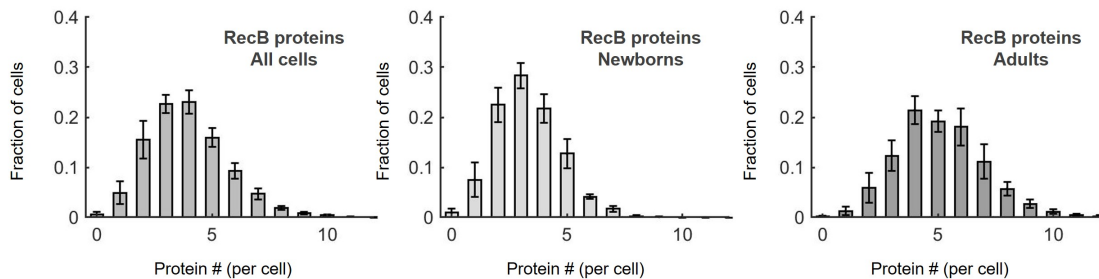 0.4
0.3
0.2
0.1
0
Fraction of cells
RecB proteins
All cells
0 5 10
Protein # (per cell)
0.4
0.3
0.2
0.1
0
Fraction of cells
RecB proteins
Newborns
0 5 10
Protein # (per cell)
0.4
0.3
0.2
0.1
0
Fraction of cells
RecB proteins
Adults
0 5 10
Protein # (per cell)